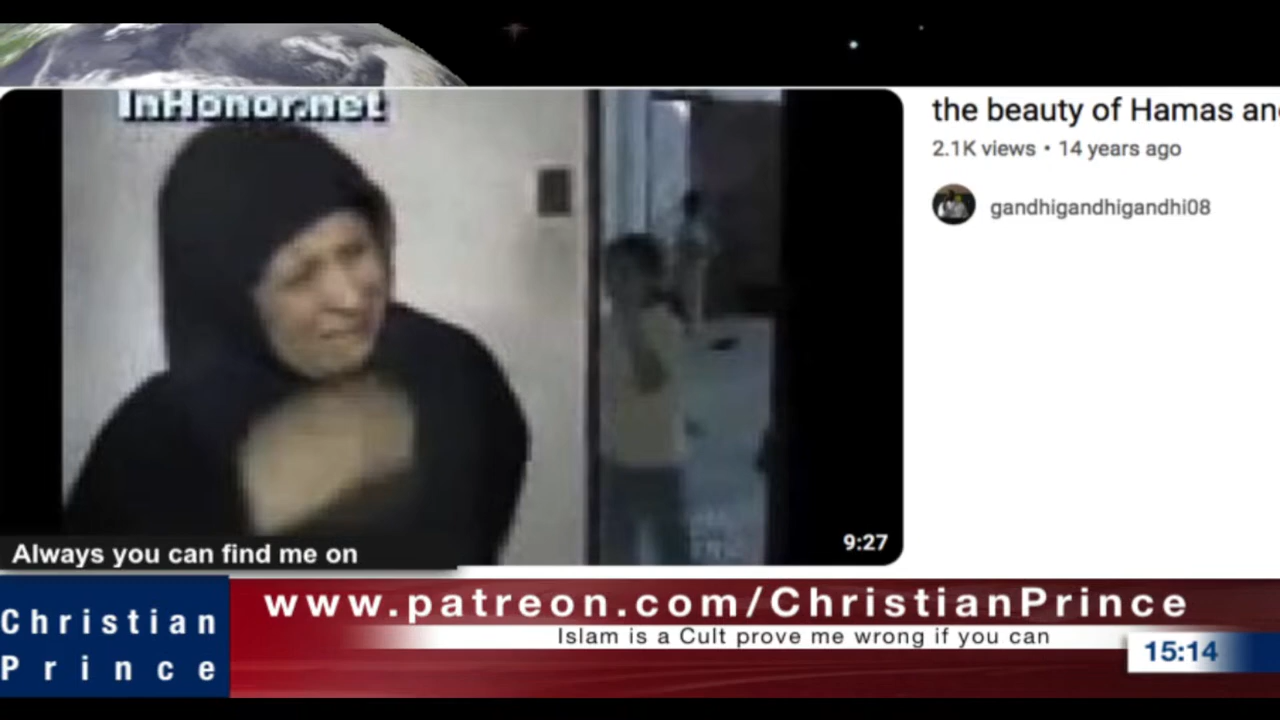 InHonor.net
the beauty of Hamas an
2.1K views • 14 years ago
gandhigandhigandhi08
9:27
Always you can find me on
Christian
Prince
www.patreon.com/ChristianPrince
Islam is a Cult prove me wrong if you can
15:14